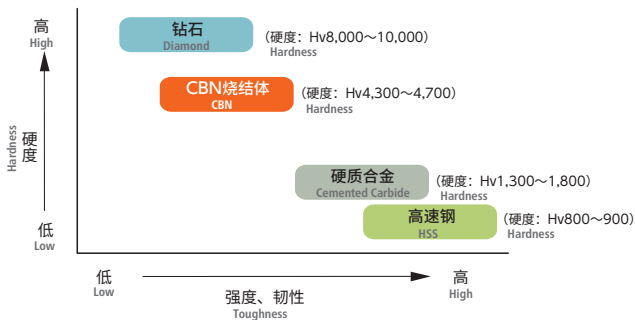 高
High
钻石
Diamond
(硬度：Hv8,000～10,000)
Hardness
CBN烧结体
CBN
(硬度：Hv4,300～4,700)
Hardness
硬度
Hardness
硬质合金
Cemented Carbide
(硬度：Hv1,300～1,800)
Hardness
高速钢
HSS
(硬度：Hv800～900)
Hardness
低
Low
低
Low
强度、韧性
Toughness
高
High